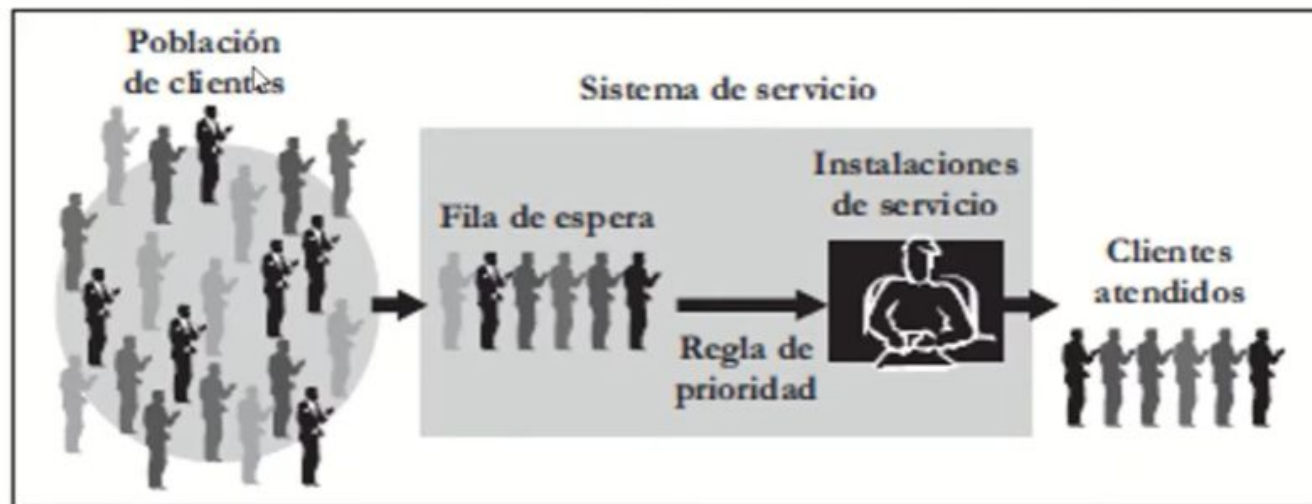 Población
de clientes
Sistema de servicio
Fila de espera
Regla de
prioridad
Instalaciones
de servicio
Clientes
atendidos